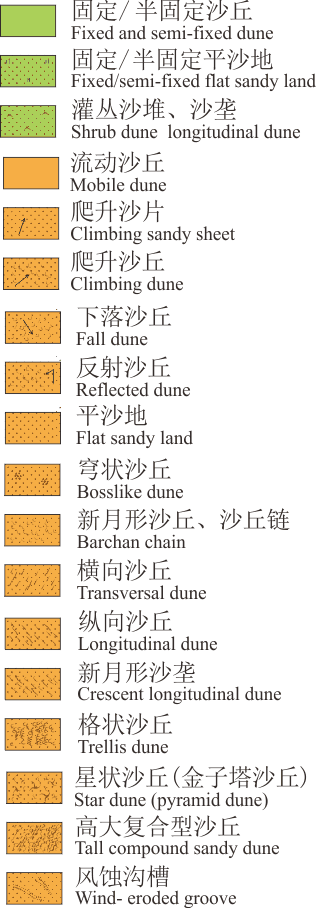 固定/半固定沙丘
Fixed and semi-fixed dune
固定/半固定平沙地
Fixed/semi-fixed flat sandy land
灌丛沙堆、沙垄
Shrub dune longitudinal dune
流动沙丘
Mobile dune
爬升沙片
Climbing sandy sheet
爬升沙丘
Climbing dune
下落沙丘
Fall dune
反射沙丘
Reflected dune
平沙地
Flat sandy land
穹状沙丘
Bosslike dune
新月形沙丘、沙丘链
Barchan chain
横向沙丘
Transversal dune
纵向沙丘
Longitudinal dune
新月形沙垄
Crescent longitudinal dune
格状沙丘
Trellis dune
星状沙丘(金子塔沙丘)
Star dune (pyramid dune)
高大复合型沙丘
Tall compound sandy dune
风蚀沟槽
Wind- eroded groove